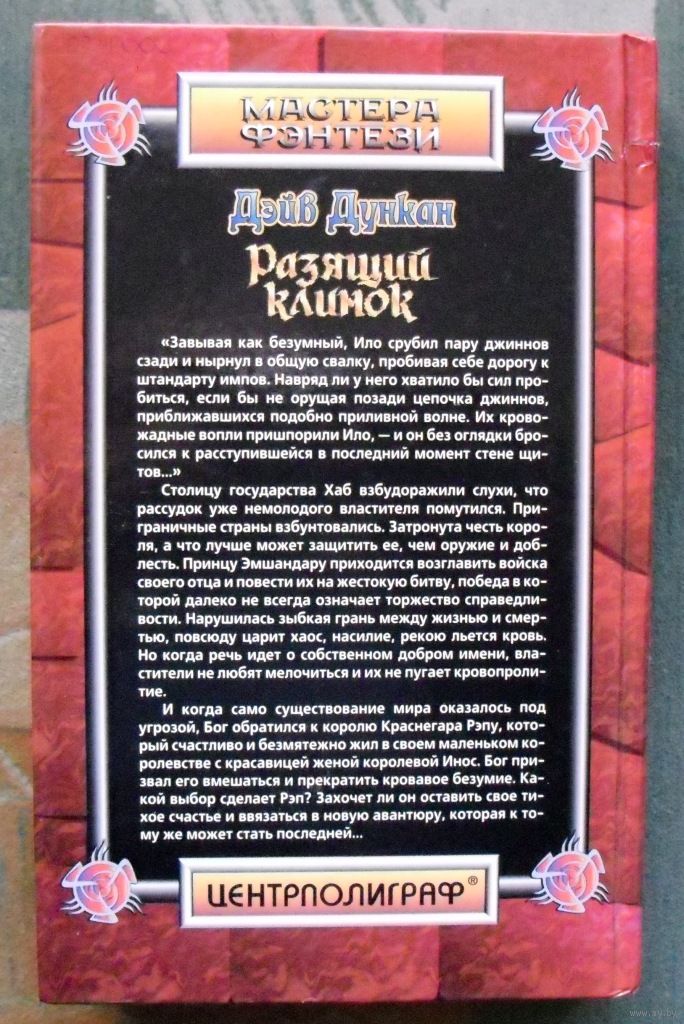 МАСТЕРА
ФЭНТЕЗИ
Дэйв Дункан
Разящий
клинок
«Завывая как безумный, Ило срубил пару джиннов
сзади и нырнул в общую свалку, пробивая себе дорогу к
штандарту импов. Навряд ли у него хватило бы сил про-
биться, если бы не орущая позади цепочка джиннов,
приближавшихся подобно приливной волне. Их крово-
жадные вопли пришпорили Ило, — и он без оглядки бро-
сился к расступившейся в последний момент стене щи-
тов...»
Столицу государства Хаб взбудоражили слухи, что
рассудок уже немолодого властителя помутился. При-
граничные страны взбунтовались. Затронута честь коро-
ля, а что лучше может защитить ее, чем оружие и доб-
лесть. Принцу Эмшандару приходится возглавить войска
своего отца и повести их на жестокую битву, победа в ко-
торой далеко не всегда означает торжество справедли-
вости. Нарушилась зыбкая грань между жизнью и смер-
тью, повсюду царит хаос, насилие, рекою льется кровь.
Но когда речь идет о собственном добром имени, вла-
стители не любят мелочиться и их не пугает кровопроли-
тие.
И когда само существование мира оказалось под
угрозой, Бог обратился к королю Краснегара Рэпу, кото-
рый счастливо и безмятежно жил в своем маленьком ко-
ролевстве с красавицей женой королевой Инос. Бог при-
звал его вмешаться и прекратить кровавое безумие. Ка-
кой выбор сделает Рэп? Захочет ли он оставить свое ти-
хое счастье и ввязаться в новую авантюру, которая к то-
му же может стать последней...
ЦЕНТРПОЛИГРАФ®
www.ay.by